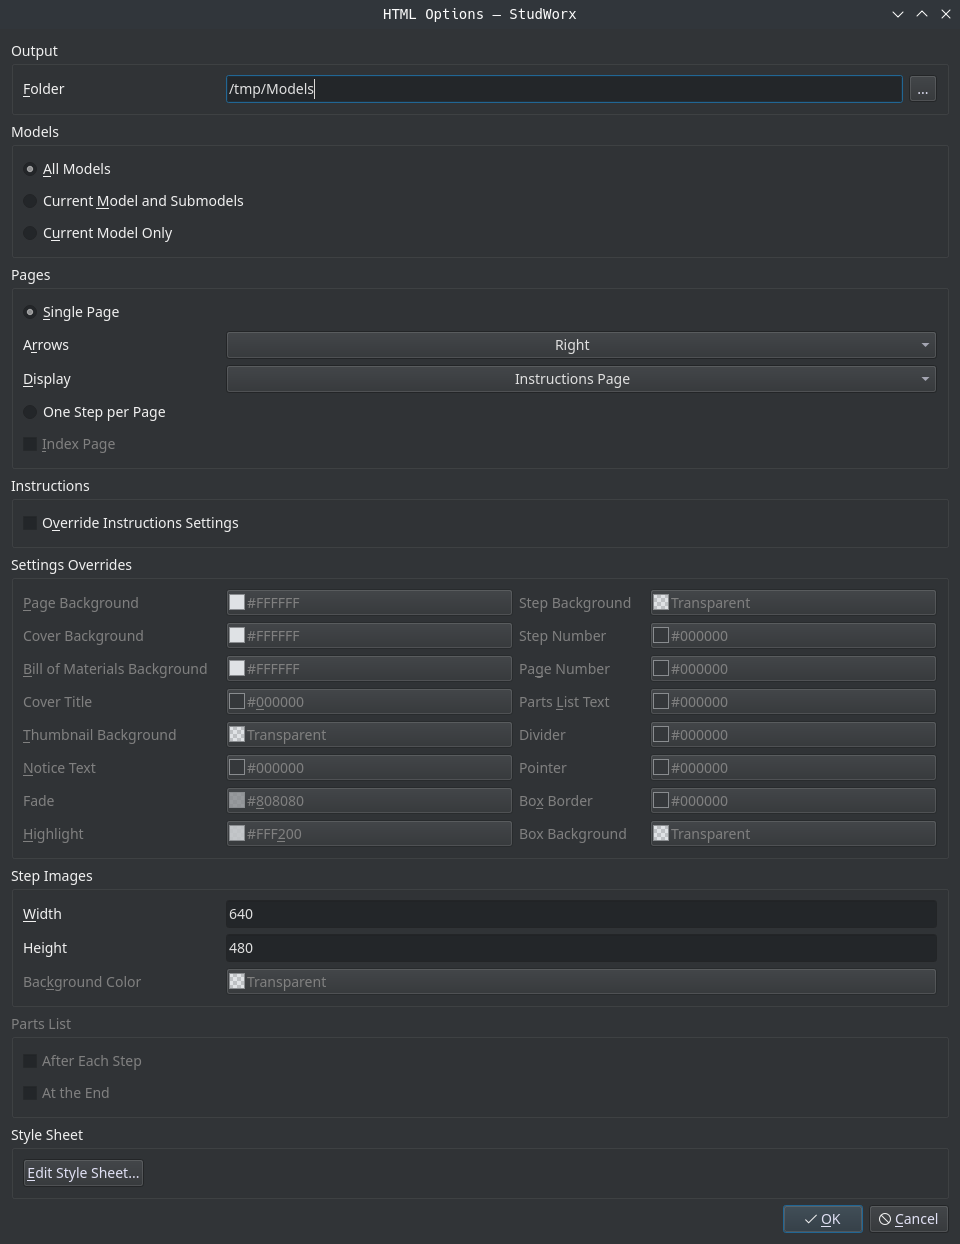 HTML Options — StudWorx
Output
Folder /tmp/Models ...
Models
All Models
Current Model and Submodels
Current Model Only
Pages
Single Page
Arrows Right
Display Instructions Page
One Step per Page
Index Page
Instructions
Override Instructions Settings
Settings Overrides
Page Background #FFFFFF Step Background Transparent
Cover Background #FFFFFF Step Number #000000
Bill of Materials Background #FFFFFF Page Number #000000
Cover Title #000000 Parts List Text #000000
Thumbnail Background Transparent Divider #000000
Notice Text #000000 Pointer #000000
Fade #808080 Box Border #000000
Highlight #FFF200 Box Background Transparent
Step Images
Width 640
Height 480
Background Color Transparent
Parts List
After Each Step
At the End
Style Sheet
Edit Style Sheet...
OK Cancel